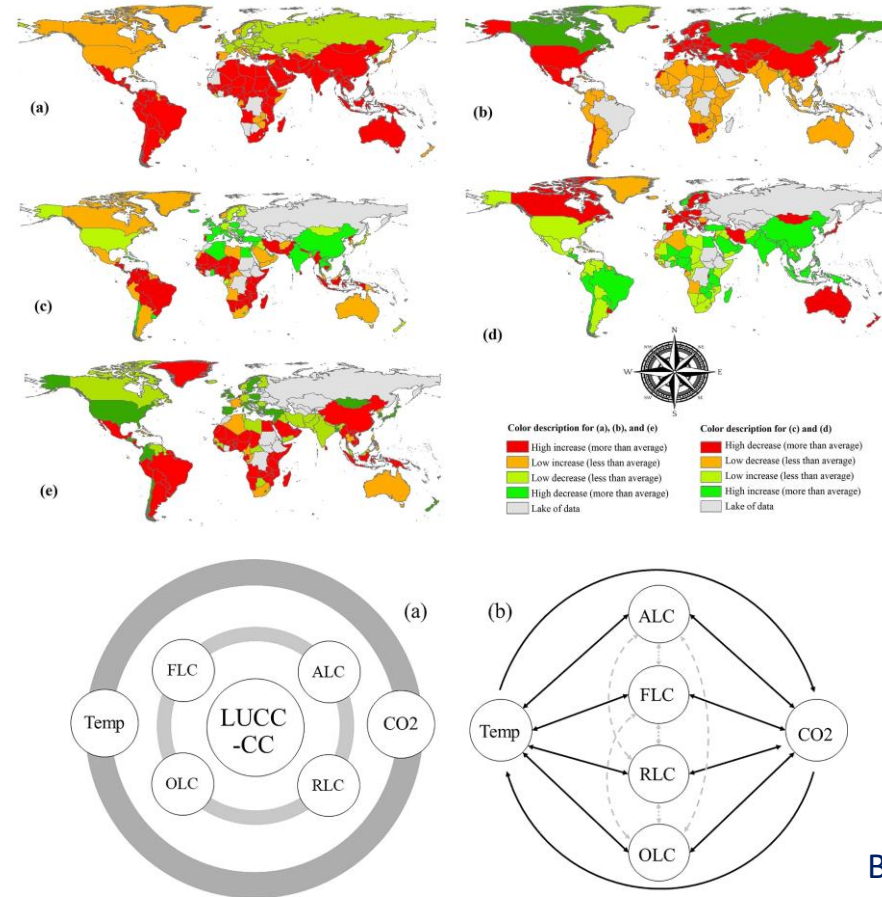 (a)
(b)
(c)
(d)
(e)
N
W
E
S
Color description for (a), (b), and (e)
High increase (more than average)
Low increase (less than average)
Low decrease (less than average)
High decrease (more than average)
Lake of data
Color description for (c) and (d)
High decrease (more than average)
Low decrease (less than average)
Low increase (less than average)
High increase (more than average)
Lake of data
(a)
FLC
ALC
Temp
LUCC
-CC
CO2
OLC
RLC
(b)
ALC
FLC
Temp
CO2
RLC
OLC
B